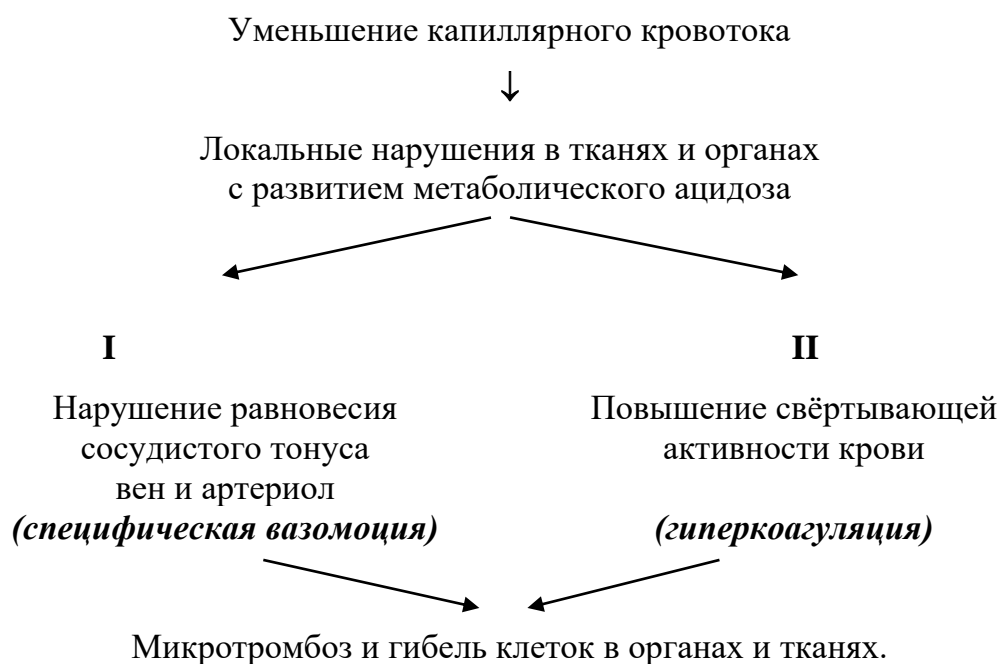 Уменьшение капиллярного кровотока
↓
Локальные нарушения в тканях и органах
с развитием метаболического ацидоза
I
Нарушение равновесия
сосудистого тонуса
вен и артериол
(специфическая вазомоция)
II
Повышение свёртывающей
активности крови
(гиперкоагуляция)
Микротромбоз и гибель клеток в органах и тканях.